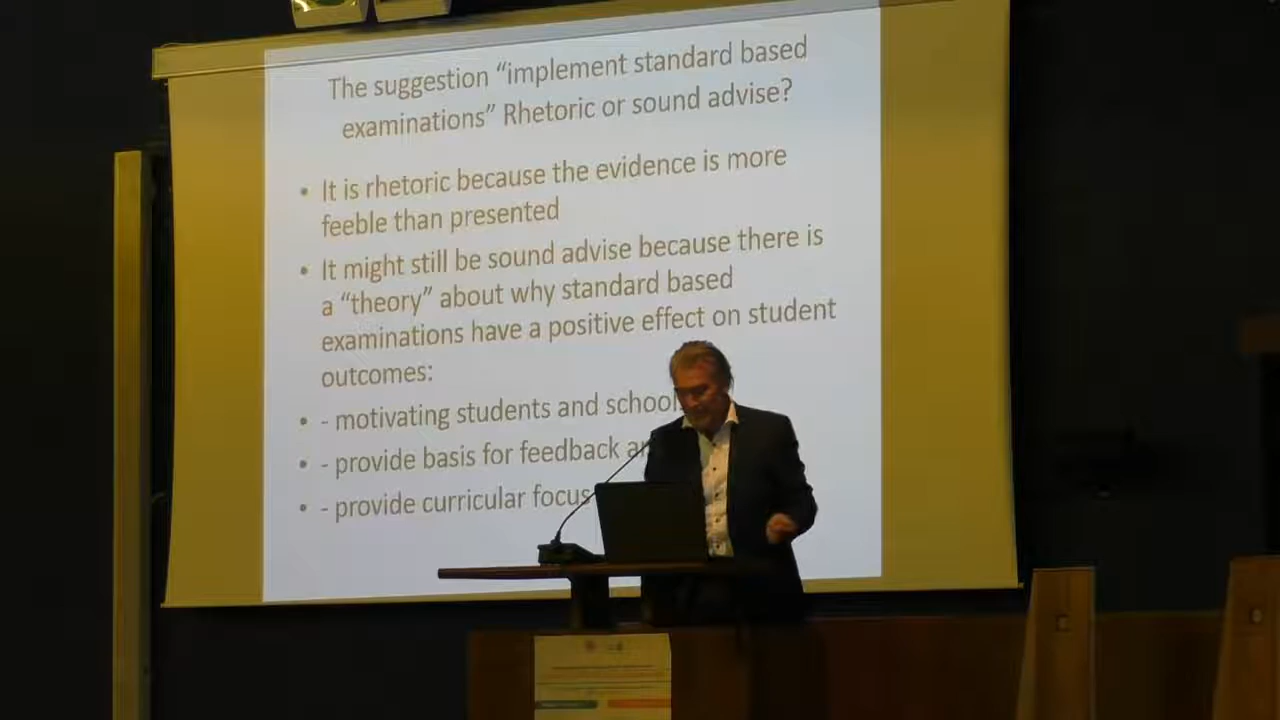 The suggestion “implement standard based
examinations” Rhetoric or sound advise?
• It is rhetoric because the evidence is more
feeble than presented
• It might still be sound advise because there is
a “theory” about why standard based
examinations have a positive effect on student
outcomes:
• - motivating students and school
• - provide basis for feedback
• - provide curricular focus